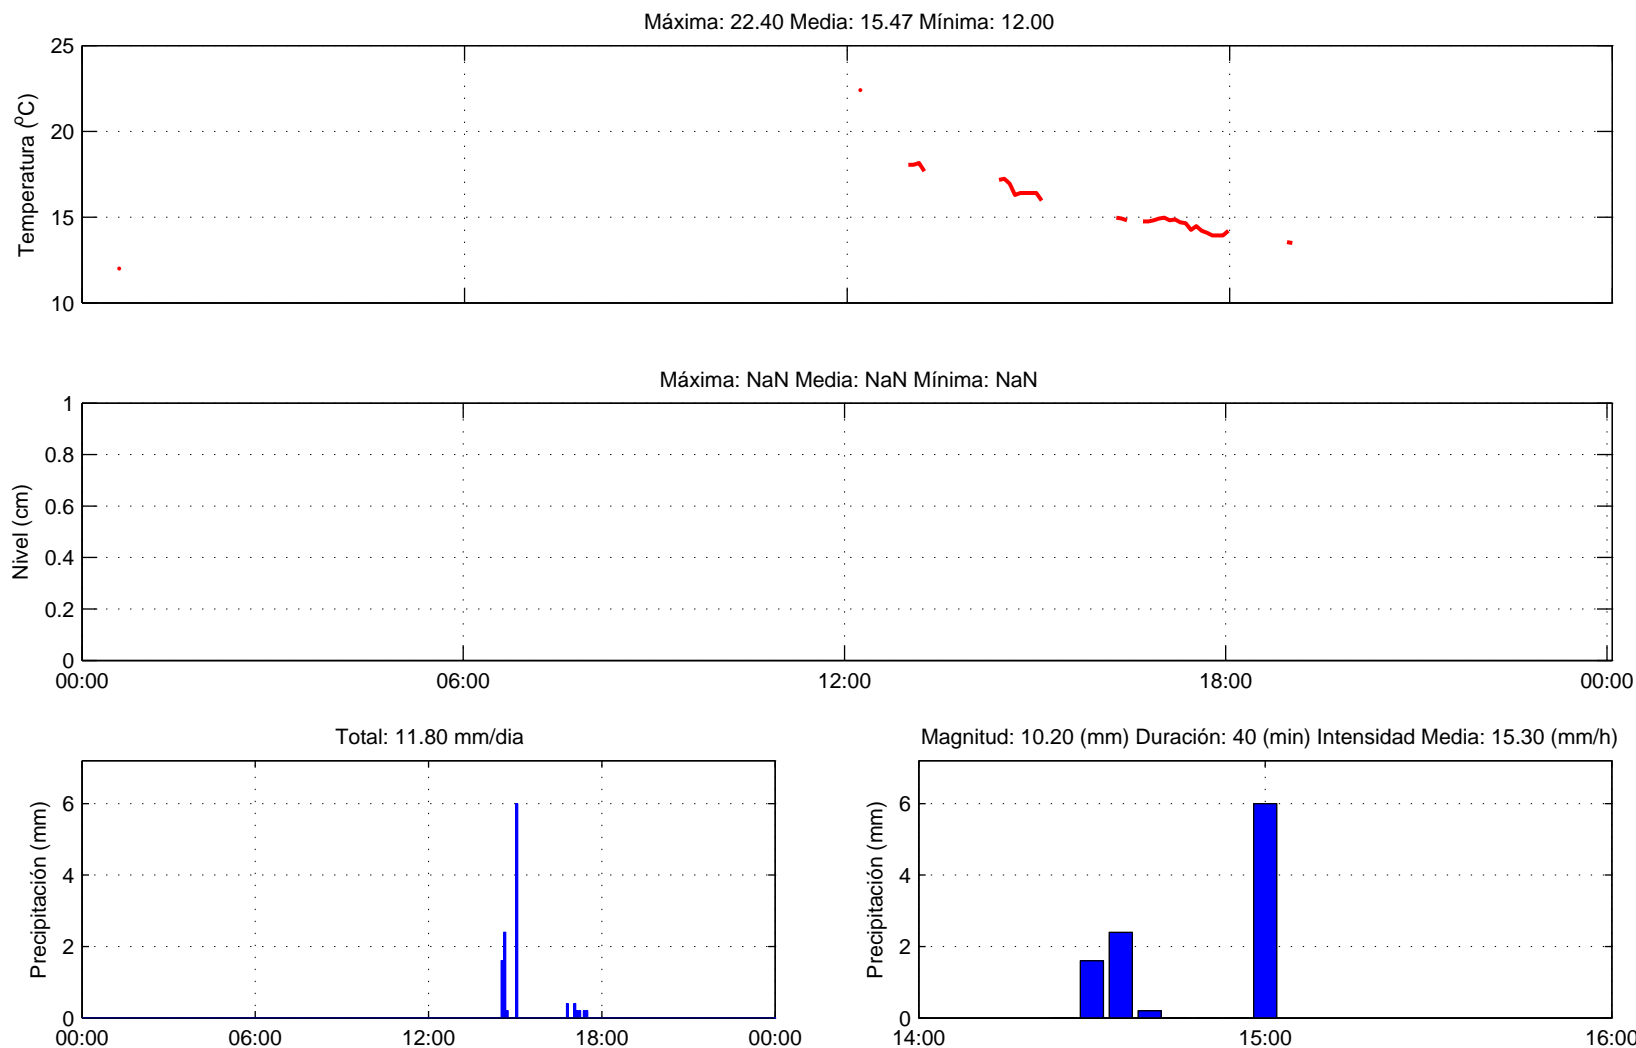 Máxima: 22.40 Media: 15.47 Mínima: 12.00
25
20
15
10
Temperatura (ºC)
Máxima: NaN Media: NaN Mínima: NaN
1
0.8
0.6
0.4
0.2
0
Nivel (cm)
00:00 06:00 12:00 18:00 00:00
Total: 11.80 mm/dia
6
4
2
0
Precipitación (mm)
00:00 06:00 12:00 18:00 00:00
Magnitud: 10.20 (mm) Duración: 40 (min) Intensidad Media: 15.30 (mm/h)
6
4
2
0
Precipitación (mm)
14:00 15:00 16:00